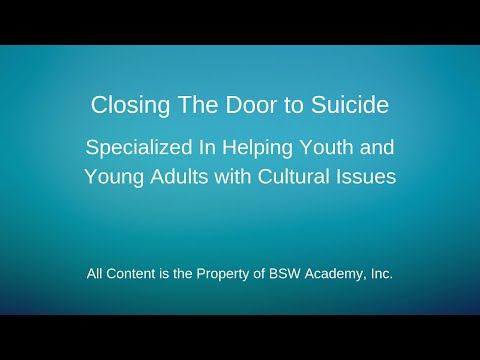 Closing The Door to Suicide
Specialized In Helping Youth and
Young Adults with Cultural Issues
All Content is the Property of BSW Academy, Inc.